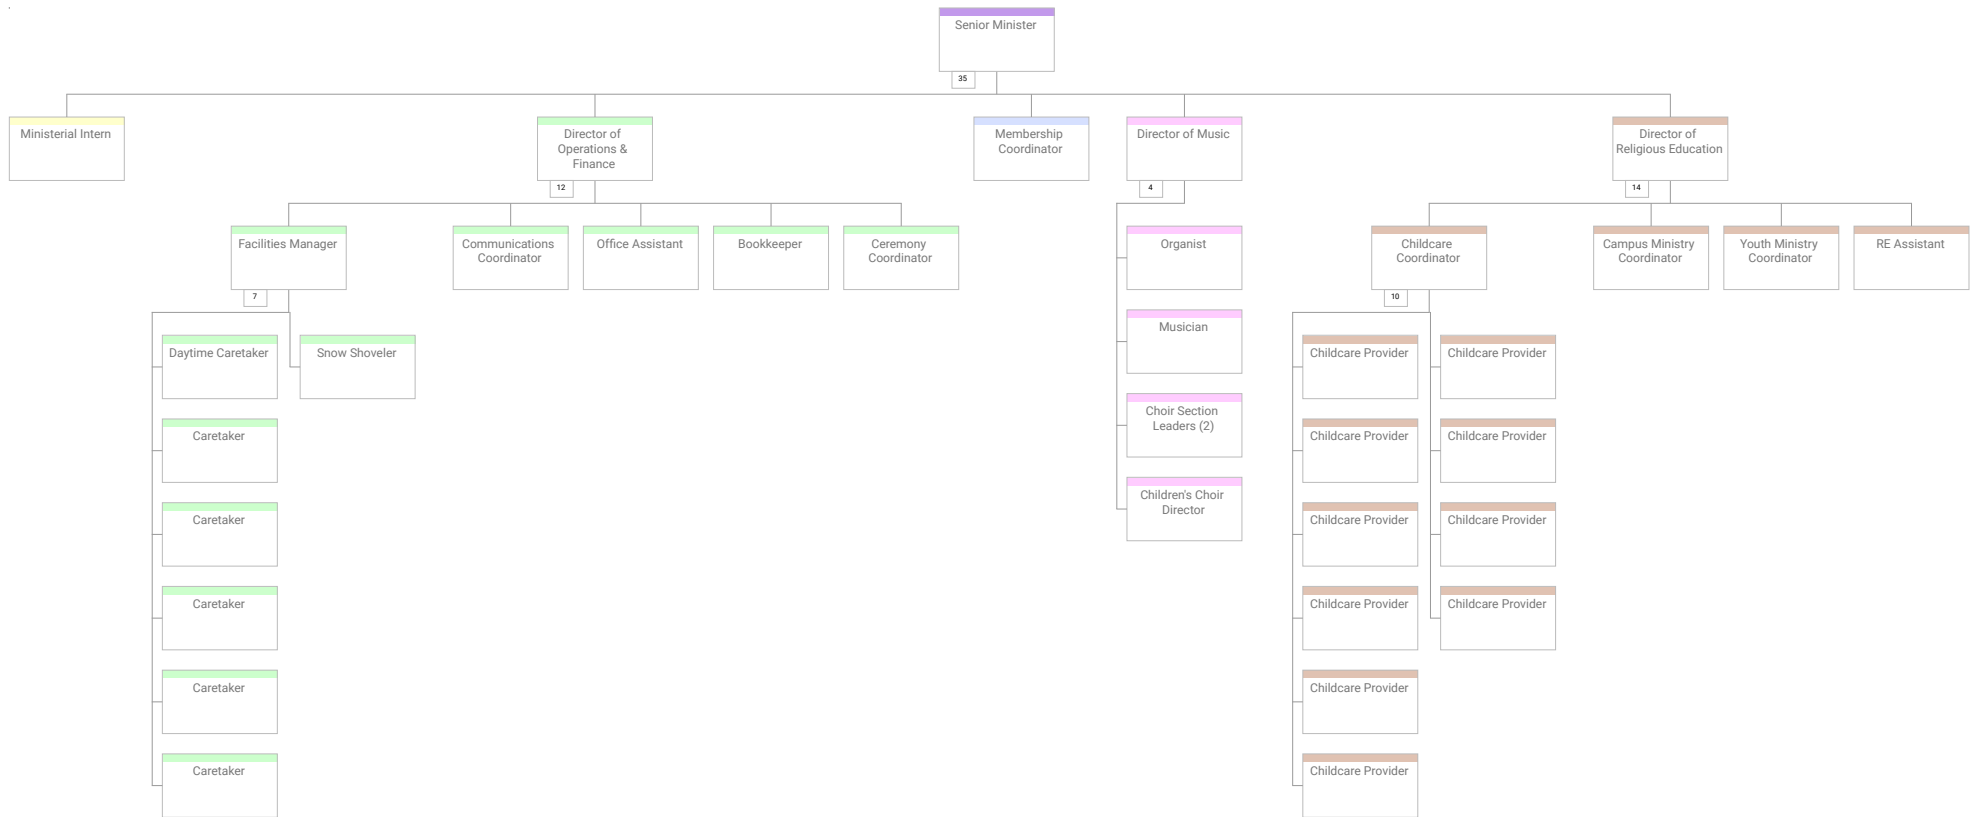 Senior Minister
35
Ministerial Intern
Director of
Operations &
Finance
Membership
Coordinator
Director of Music
Director of
Religious Education
12
4
14
Facilities Manager
Communications
Coordinator
Office Assistant
Bookkeeper
Ceremony
Coordinator
Organist
Childcare
Coordinator
Campus Ministry
Coordinator
Youth Ministry
Coordinator
RE Assistant
7
10
Musician
Daytime Caretaker
Snow Shoveler
Childcare Provider
Childcare Provider
Choir Section
Leaders (2)
Caretaker
Childcare Provider
Childcare Provider
Children's Choir
Director
Caretaker
Childcare Provider
Childcare Provider
Caretaker
Childcare Provider
Childcare Provider
Caretaker
Childcare Provider
Caretaker
Childcare Provider